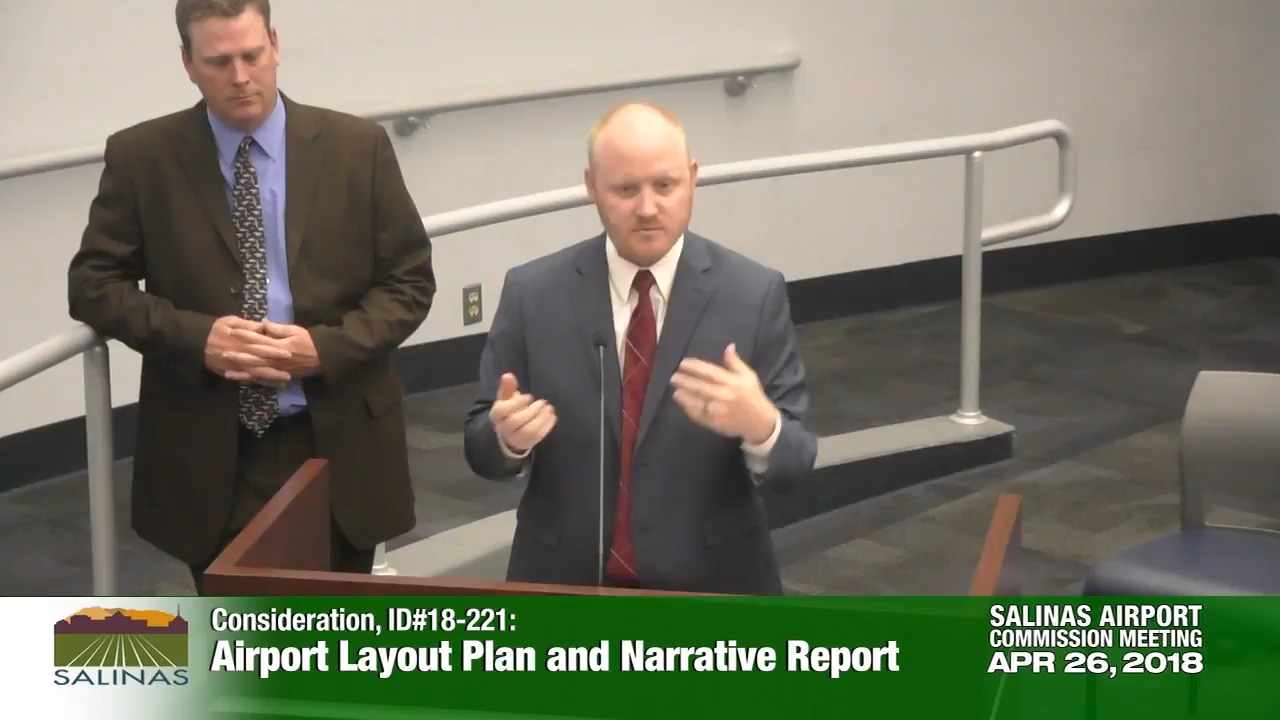 Consideration, ID#18-221:
Airport Layout Plan and Narrative Report
SALINAS AIRPORT
COMMISSION MEETING
APR 26, 2018
SALINAS